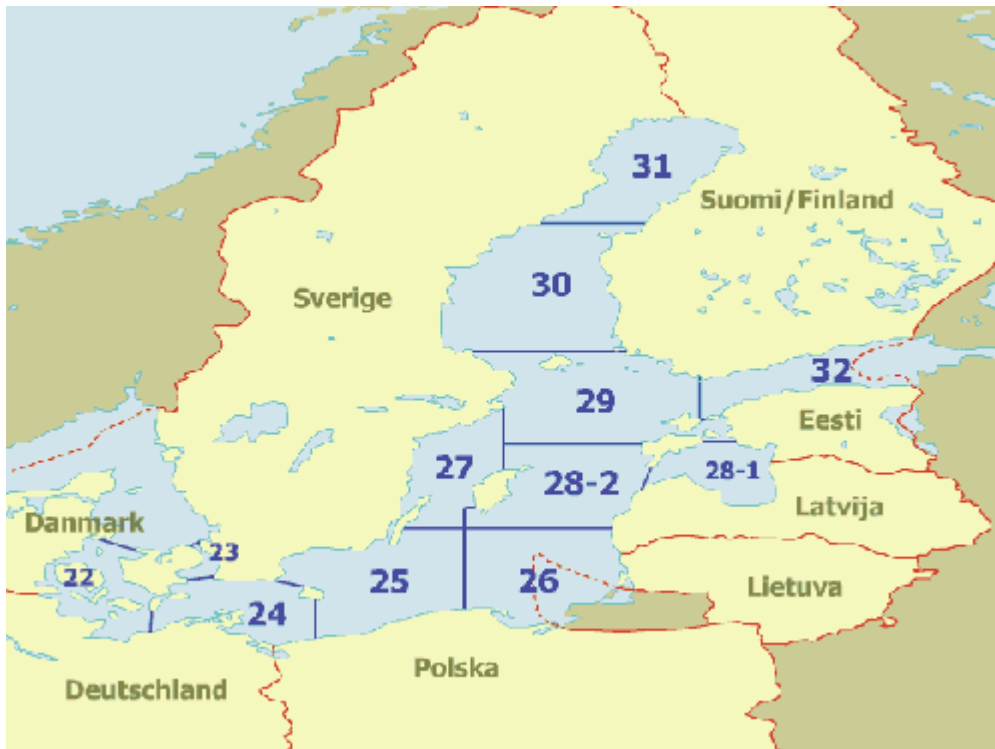 31
Suomi/Finland
30
Sverige
32
29
Eesti
27
28-1
28-2
Latvija
Danmark
23
22
25
26
Lietuva
24
Polska
Deutschland